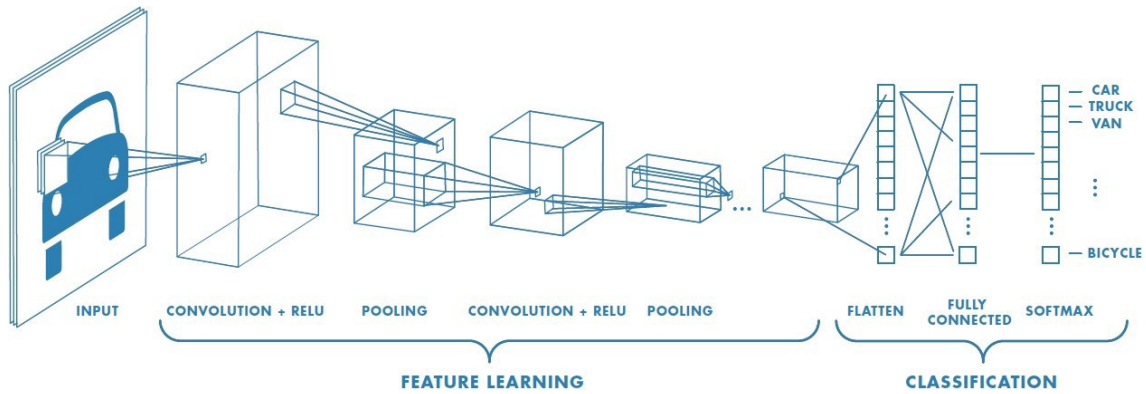 CAR
TRUCK
VAN
BICYCLE
INPUT
CONVOLUTION + RELU
POOLING
CONVOLUTION + RELU
POOLING
FLATTEN
FULLY
CONNECTED
SOFTMAX
FEATURE LEARNING
CLASSIFICATION